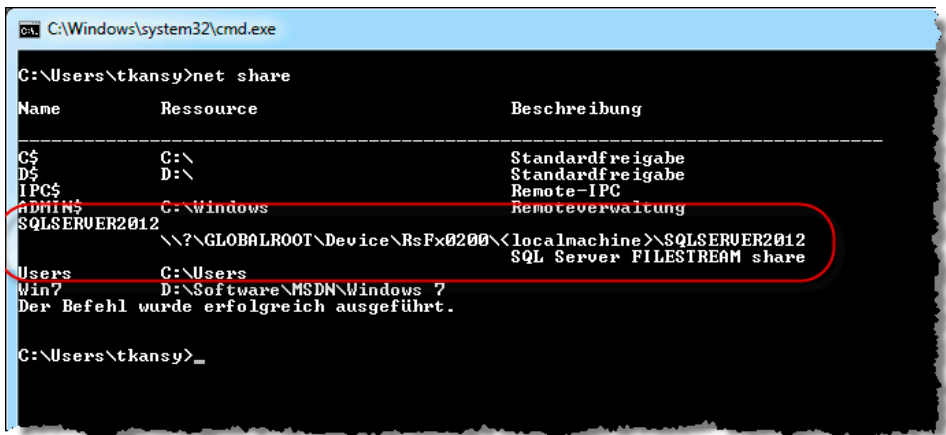 C:\Windows\system32\cmd.exe
C:\Users\tkansy>net share
Name Ressource Beschreibung
-------------------------------------------------------------------------------
C$ C:\ Standardfreigabe
D$ D:\ Standardfreigabe
IPC$ Remote-IPC
ADMIN$ C:\Windows Remoteverwaltung
SQLSERVER2012
\\?\GLOBALROOT\Device\RsFx0200\<localmachine>\SQLSERVER2012
SQL Server FILESTREAM share
Users C:\Users
Win7 D:\Software\MSDN\Windows 7
Der Befehl wurde erfolgreich ausgeführt.
C:\Users\tkansy>_